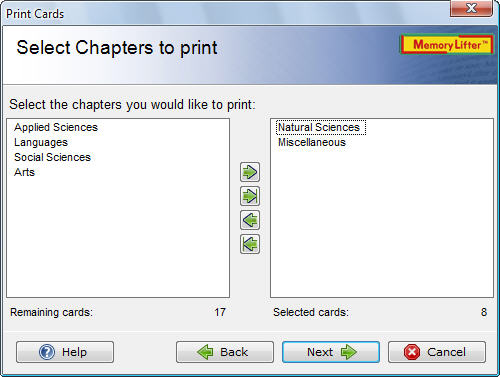 Print Cards
Select Chapters to print
MemoryLifter™
Select the chapters you would like to print:
Applied Sciences
Languages
Social Sciences
Arts
Natural Sciences
Miscellaneous
Remaining cards: 17
Selected cards: 8
Help
Back
Next
Cancel